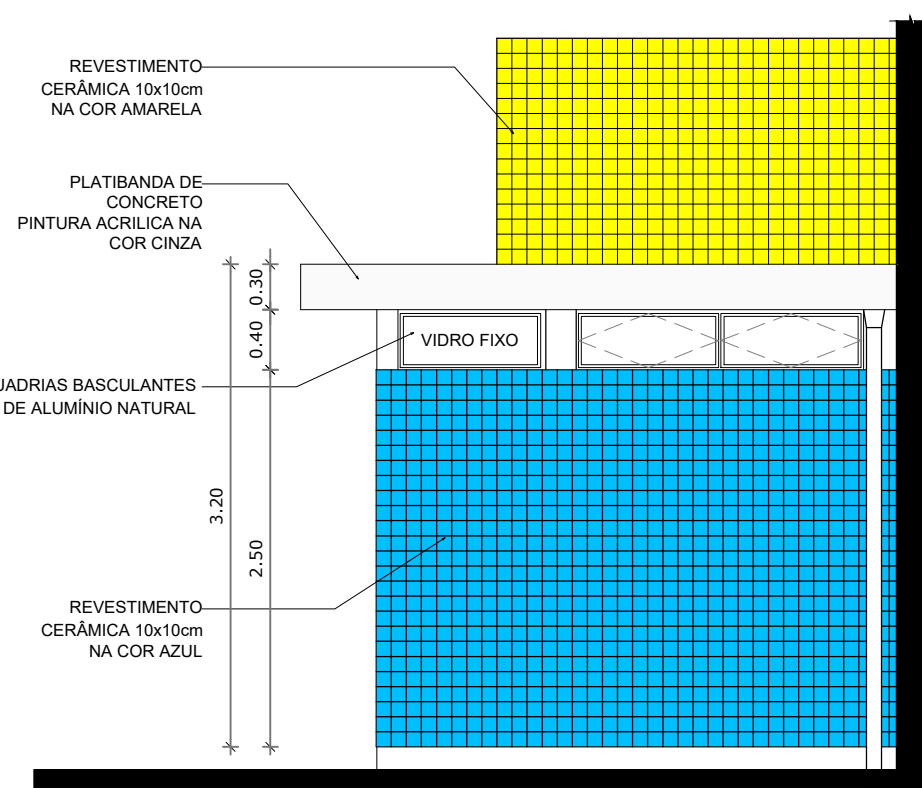 REVESTIMENTO
CERÂMICA 10x10cm
NA COR AMARELA
PLATIBANDA DE
CONCRETO
PINTURA ACRILICA NA
COR CINZA
0.30
0.40
VIDRO FIXO
UADRIAS BASCULANTES
DE ALUMÍNIO NATURAL
3.20
2.50
REVESTIMENTO
CERÂMICA 10x10cm
NA COR AZUL